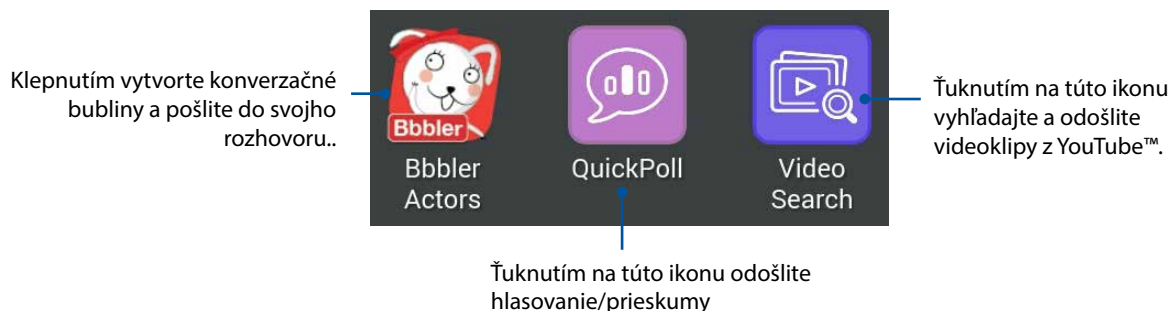 Klepnutím vytvorte konverzačné
bubliny a pošlite do svojho
rozhovoru..
Bbbler
Bbbler
Actors
QuickPoll
Video
Search
Ťuknutím na túto ikonu
vyhľadajte a odošlite
videoklipy z YouTube™.
Ťuknutím na túto ikonu odošlite
hlasovanie/prieskumy